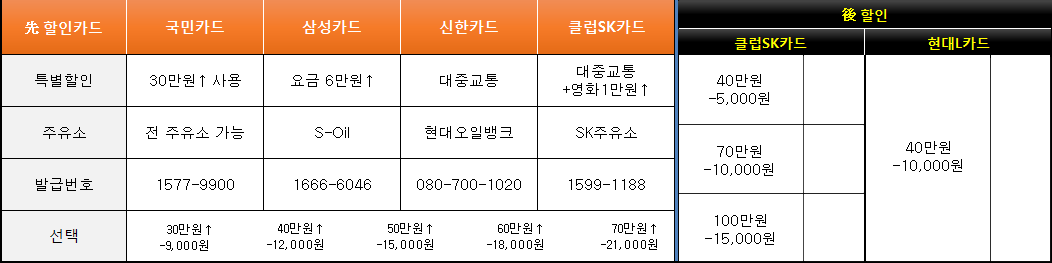 先 할인카드 국민카드 삼성카드 신한카드 클럽SK카드
특별할인 30만원↑ 사용 요금 6만원↑ 대중교통 대중교통
+영화1만원↑
주유소 전 주유소 가능 S-Oil 현대오일뱅크 SK주유소
발급번호 1577-9900 1666-6046 080-700-1020 1599-1188
선택 30만원↑ 40만원↑ 50만원↑ 60만원↑ 70만원↑
-9,000원 -12,000원 -15,000원 -18,000원 -21,000원
後 할인
클럽SK카드 현대L카드
40만원
-5,000원
70만원
-10,000원
100만원
-15,000원
40만원
-10,000원